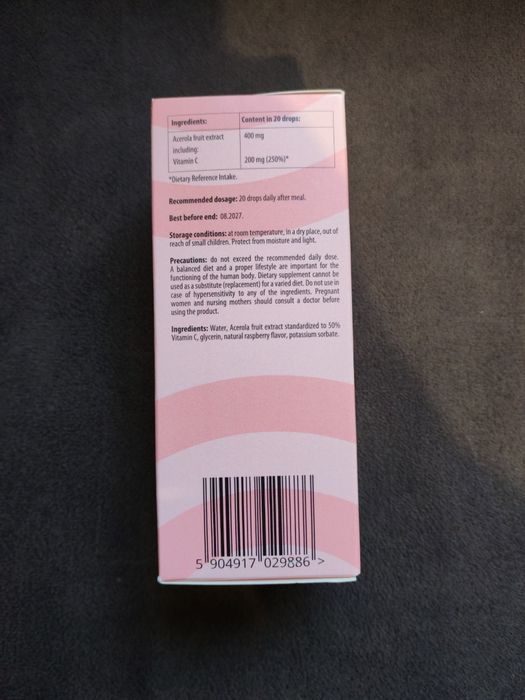 Ingredients: Content in 20 drops:
Acerola fruit extract 400 mg
including:
Vitamin C 200 mg (250%)*
*Dietary Reference Intake.
Recommended dosage: 20 drops daily after meal.
Best before end: 08.2027.
Storage conditions: at room temperature, in a dry place, out of
reach of small children. Protect from moisture and light.
Precautions: do not exceed the recommended daily dose.
A balanced diet and a proper lifestyle are important for the
functioning of the human body. Dietary supplement cannot be
used as a substitute (replacement) for a varied diet. Do not use in
case of hypersensitivity to any of the ingredients. Pregnant
women and nursing mothers should consult a doctor before
using the product.
Ingredients: Water, Acerola fruit extract standardized to 50%
Vitamin C, glycerin, natural raspberry flavor, potassium sorbate.
5 904917 029886 >